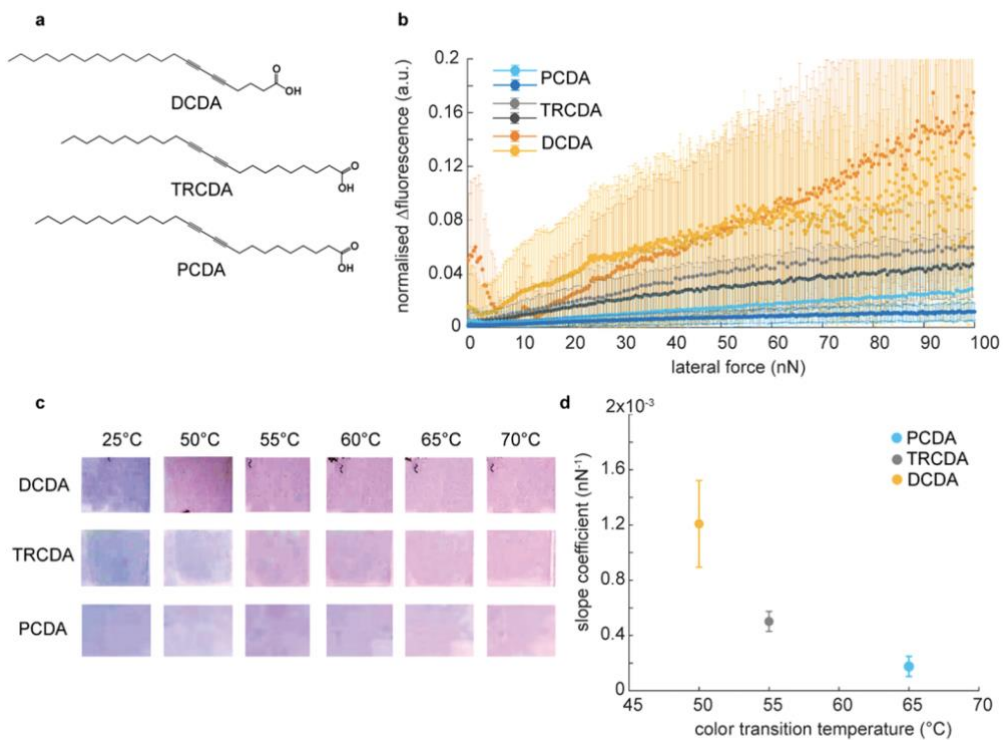 a
O
OH
DCDA
O
OH
TRCDA
O
OH
PCDA
b
normalised Δfluorescence (a.u.)
0.2
0.16
0.12
0.08
0.04
0
PCDA
TRCDA
DCDA
0 10 20 30 40 50 60 70 80 90 100
lateral force (nN)
c
25°C 50°C 55°C 60°C 65°C 70°C
DCDA
TRCDA
PCDA
d
slope coefficient (nN⁻¹)
2x10⁻³
1.6
1.2
0.8
0.4
0
PCDA
TRCDA
DCDA
45 50 55 60 65 70
color transition temperature (°C)